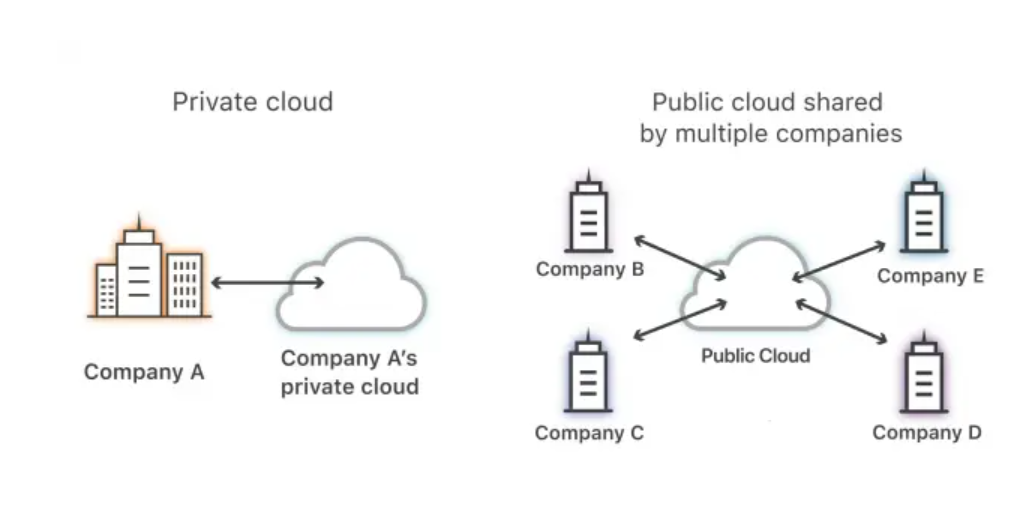 Private cloud
Company A
Company A's
private cloud
Public cloud shared
by multiple companies
Company B
Company E
Public Cloud
Company C
Company D